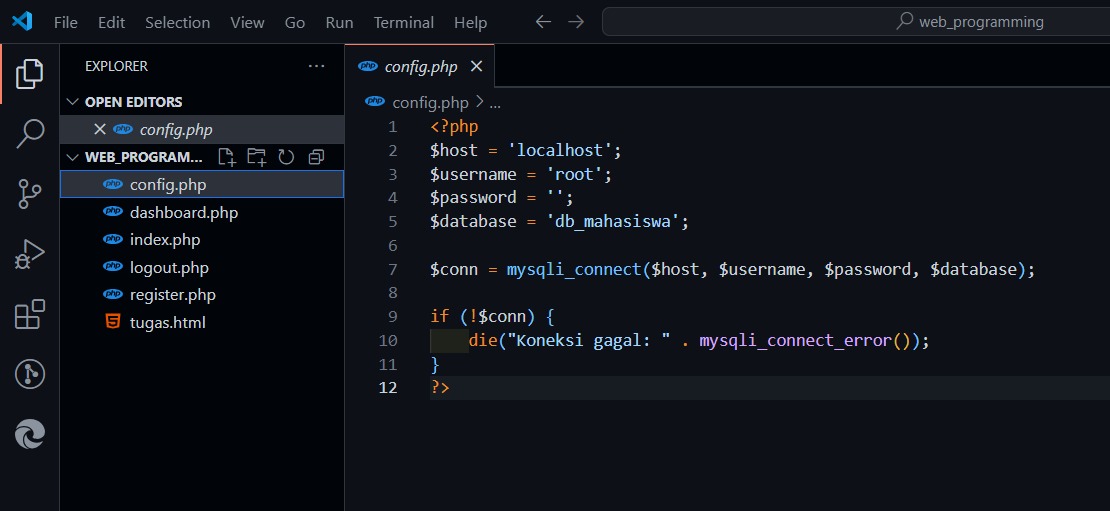 File Edit Selection View Go Run Terminal Help
web_programming
EXPLORER
php config.php
OPEN EDITORS
php config.php
WEB_PROGRAM...
php config.php
php dashboard.php
php index.php
php logout.php
php register.php
tugas.html
php config.php > ...
1 <?php
2 $host = 'localhost';
3 $username = 'root';
4 $password = '';
5 $database = 'db_mahasiswa';
6
7 $conn = mysqli_connect($host, $username, $password, $database);
8
9 if (!$conn) {
10 die("Koneksi gagal: " . mysqli_connect_error());
11 }
12 ?>